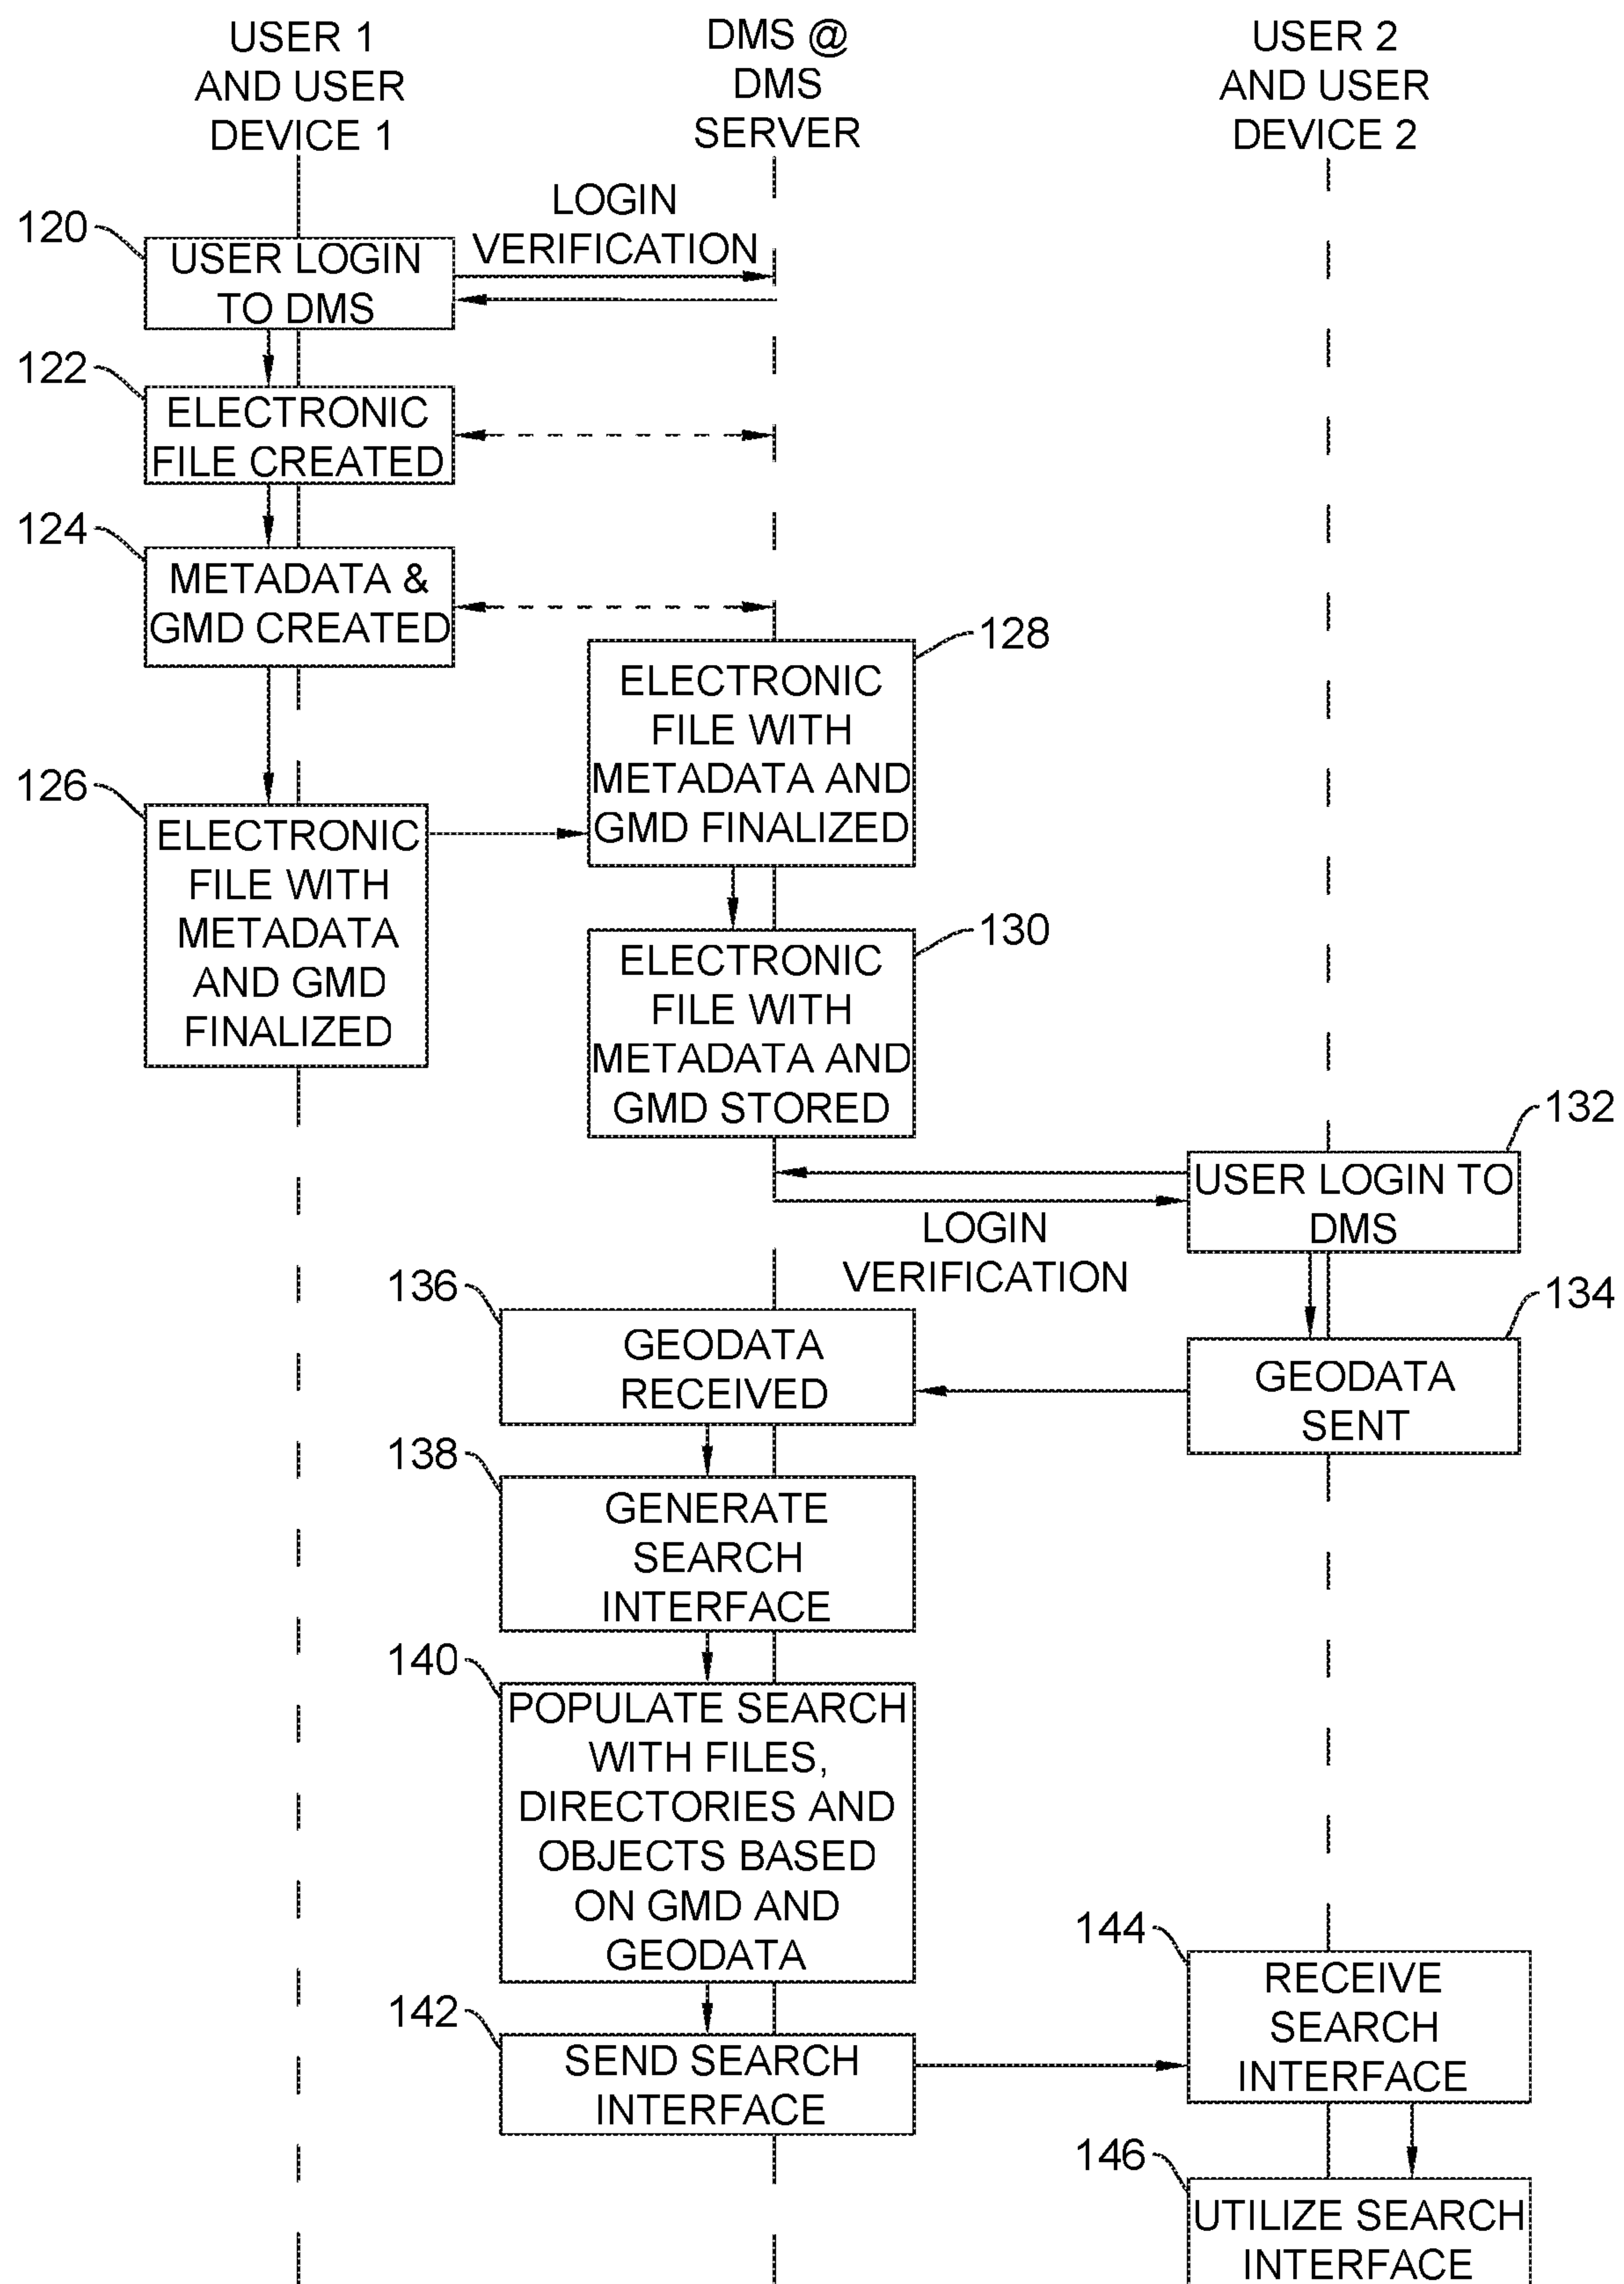 USER 1
AND USER
DEVICE 1
DMS @
DMS
SERVER
USER 2
AND USER
DEVICE 2
120
USER LOGIN
TO DMS
LOGIN
VERIFICATION
122
ELECTRONIC
FILE CREATED
124
METADATA &
GMD CREATED
126
ELECTRONIC
FILE WITH
METADATA
AND GMD
FINALIZED
128
ELECTRONIC
FILE WITH
METADATA AND
GMD FINALIZED
130
ELECTRONIC
FILE WITH
METADATA AND
GMD STORED
132
USER LOGIN TO
DMS
LOGIN
VERIFICATION
134
GEODATA
SENT
136
GEODATA
RECEIVED
138
GENERATE
SEARCH
INTERFACE
140
POPULATE SEARCH
WITH FILES,
DIRECTORIES AND
OBJECTS BASED
ON GMD AND
GEODATA
142
SEND SEARCH
INTERFACE
144
RECEIVE
SEARCH
INTERFACE
146
UTILIZE SEARCH
INTERFACE